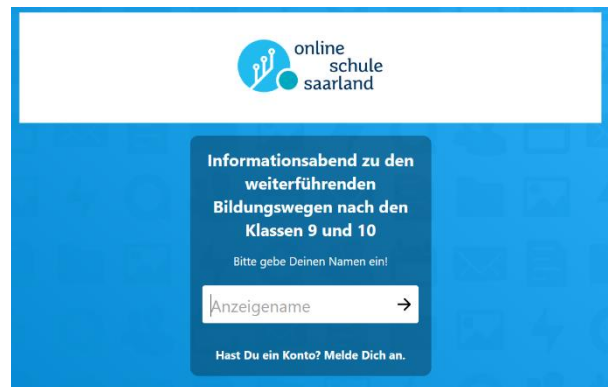 online
schule
saarland
Informationsabend zu den
weiterführenden
Bildungswegen nach den
Klassen 9 und 10
Bitte gebe Deinen Namen ein!
Anzeigename
Hast Du ein Konto? Melde Dich an.